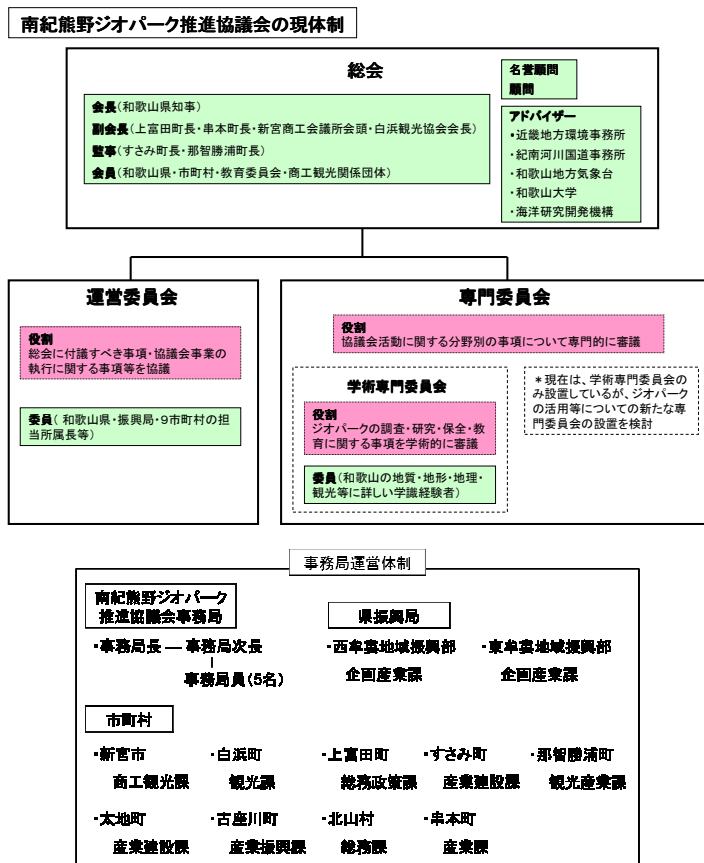 南紀熊野ジオパーク推進協議会の現体制
総会
会長(和歌山県知事)
副会長(上富田町長・串本町長・新宮商工会議所会頭・白浜観光協会会長)
監事(すさみ町長・那智勝浦町長)
会員(和歌山県・市町村・教育委員会・商工観光関係団体)
名誉顧問
顧問
アドバイザー
・近畿地方環境事務所
・紀南河川国道事務所
・和歌山地方気象台
・和歌山大学
・海洋研究開発機構
運営委員会
役割
総会に付議すべき事項・協議会事業の
執行に関する事項等を協議
委員( 和歌山県・振興局・9市町村の担
当所属長等)
専門委員会
役割
協議会活動に関する分野別の事項について専門的に審議
学術専門委員会
役割
ジオパークの調査・研究・保全・教
育に関する事項を学術的に審議
委員(和歌山の地質・地形・地理・
観光等に詳しい学識経験者)
*現在は、学術専門委員会の
み設置しているが、ジオパーク
の活用等についての新たな専
門委員会の設置を検討
事務局運営体制
南紀熊野ジオパーク
推進協議会事務局
・事務局長 ― 事務局次長
事務局員(5名)
県振興局
・西牟婁地域振興部 ・東牟婁地域振興部
企画産業課 企画産業課
市町村
・新宮市 ・白浜町 ・上富田町 ・すさみ町 ・那智勝浦町
商工観光課 観光課 総務政策課 産業建設課 観光産業課
・太地町 ・古座川町 ・北山村 ・串本町
産業建設課 産業振興課 総務課 産業課